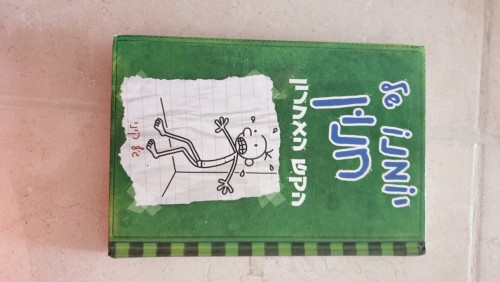 יומנו של
חנון
הקש האחרון
ג'ף קיני